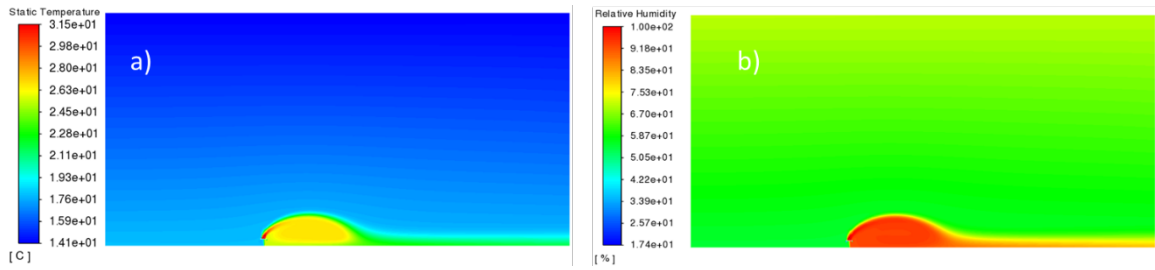 Static Temperature
3.15e+01
2.98e+01
2.80e+01
2.63e+01
2.45e+01
2.28e+01
2.11e+01
1.93e+01
1.76e+01
1.59e+01
1.41e+01
[ C ]
a)
Relative Humidity
1.00e+02
9.18e+01
8.35e+01
7.53e+01
6.70e+01
5.87e+01
5.05e+01
4.22e+01
3.39e+01
2.57e+01
1.74e+01
[ % ]
b)